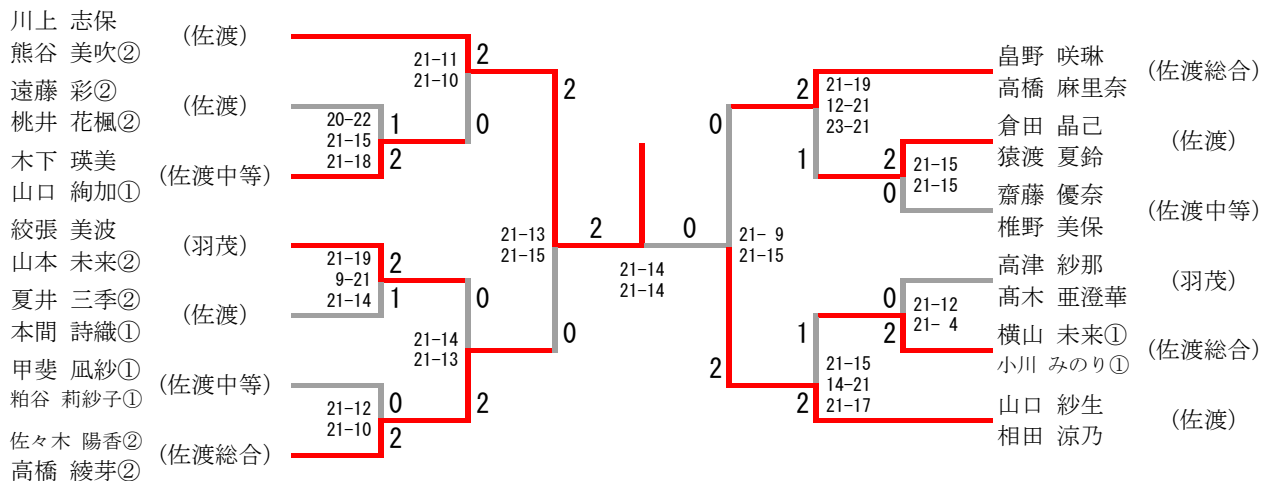 川上 志保
熊谷 美吹②
(佐渡)
遠藤 彩②
桃井 花楓②
(佐渡)
木下 瑛美
山口 絢加①
(佐渡中等)
絞張 美波
山本 未来②
(羽茂)
夏井 三季②
本間 詩織①
(佐渡)
甲斐 凪紗①
粕谷 莉紗子①
(佐渡中等)
佐々木 陽香②
高橋 綾芽②
(佐渡総合)
21-11
21-10
2
0
20-22
21-15
21-18
1
2
21-19
9-21
21-14
2
1
21-14
21-13
0
2
21-12
21-10
0
2
2
21-13
21-15
0
2
0
21-14
21-14
0
21- 9
21-15
2
2
21-19
12-21
23-21
1
2
21-15
21-15
0
0
21-12
21- 4
2
1
21-15
14-21
21-17
2
畠野 咲琳
高橋 麻里奈
(佐渡総合)
倉田 晶己
猿渡 夏鈴
(佐渡)
齋藤 優奈
椎野 美保
(佐渡中等)
高津 紗那
髙木 亜澄華
(羽茂)
横山 未来①
小川 みのり①
(佐渡総合)
山口 紗生
相田 涼乃
(佐渡)